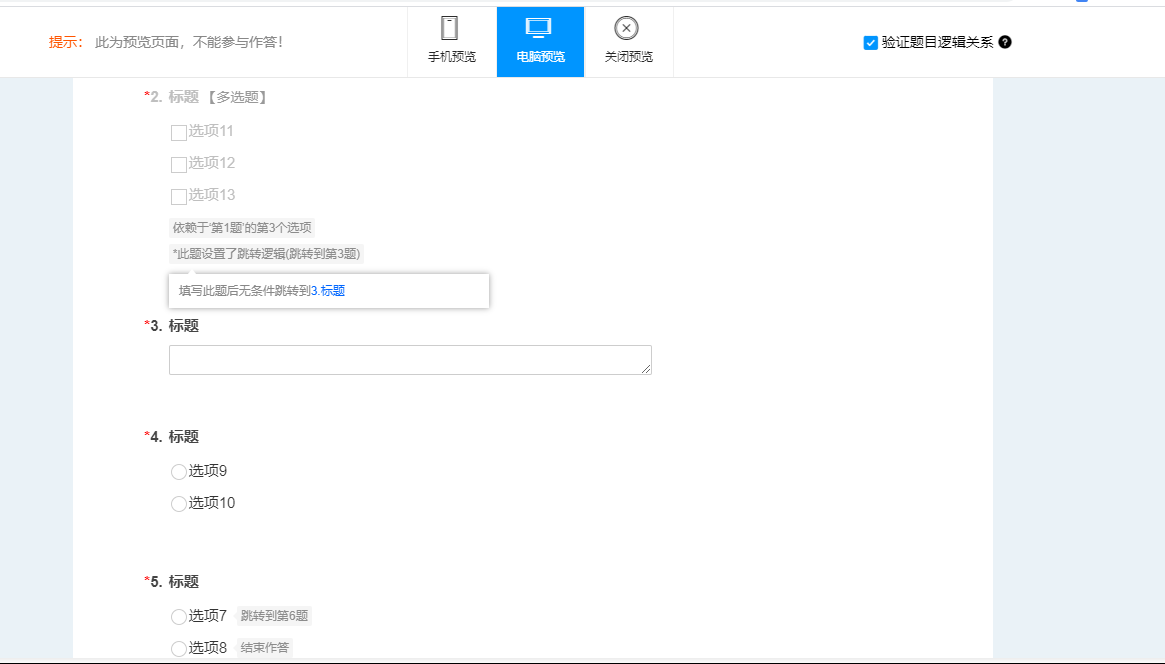 提示： 此为预览页面，不能参与作答！
手机预览
电脑预览
关闭预览
验证题目逻辑关系
*2. 标题 【多选题】
选项11
选项12
选项13
依赖于'第1题'的第3个选项
*此题设置了跳转逻辑(跳转到第3题)
填写此题后无条件跳转到3.标题
*3. 标题
*4. 标题
选项9
选项10
*5. 标题
选项7 跳转到第6题
选项8 结束作答